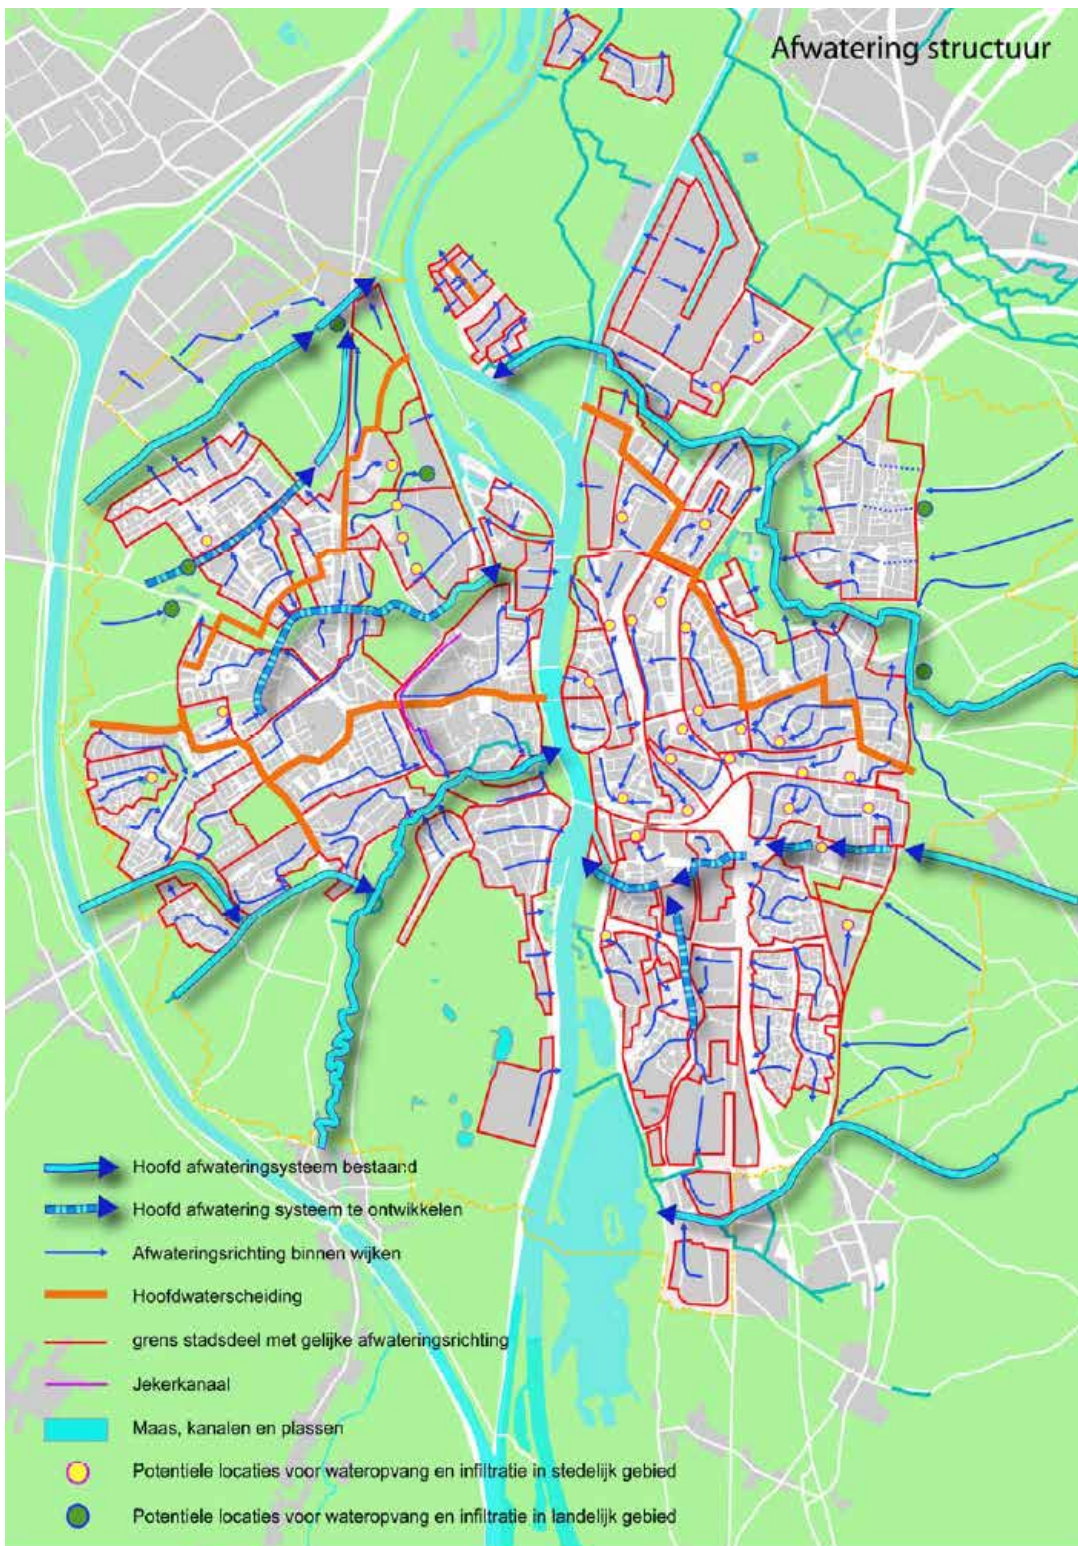 Afwatering structuur
Hoofd afwateringsysteem bestaand
Hoofd afwatering systeem te ontwikkelen
Afwateringsrichting binnen wijken
Hoofdwaterscheiding
grens stadsdeel met gelijke afwateringsrichting
Jekerkanaal
Maas, kanalen en plassen
Potentiele locaties voor wateropvang en infiltratie in stedelijk gebied
Potentiele locaties voor wateropvang en infiltratie in landelijk gebied